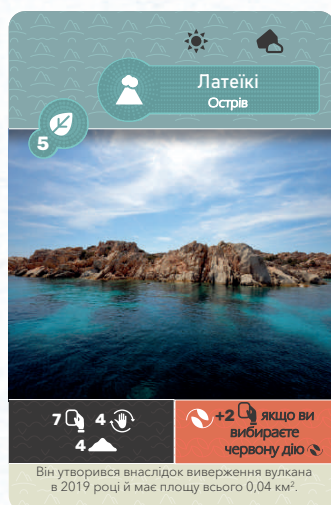 Латеїкі
Острів
5
7 4
4
+2 якщо ви
вибираєте
червону дію
Він утворився внаслідок виверження вулкана
в 2019 році й має площу всього 0,04 км².